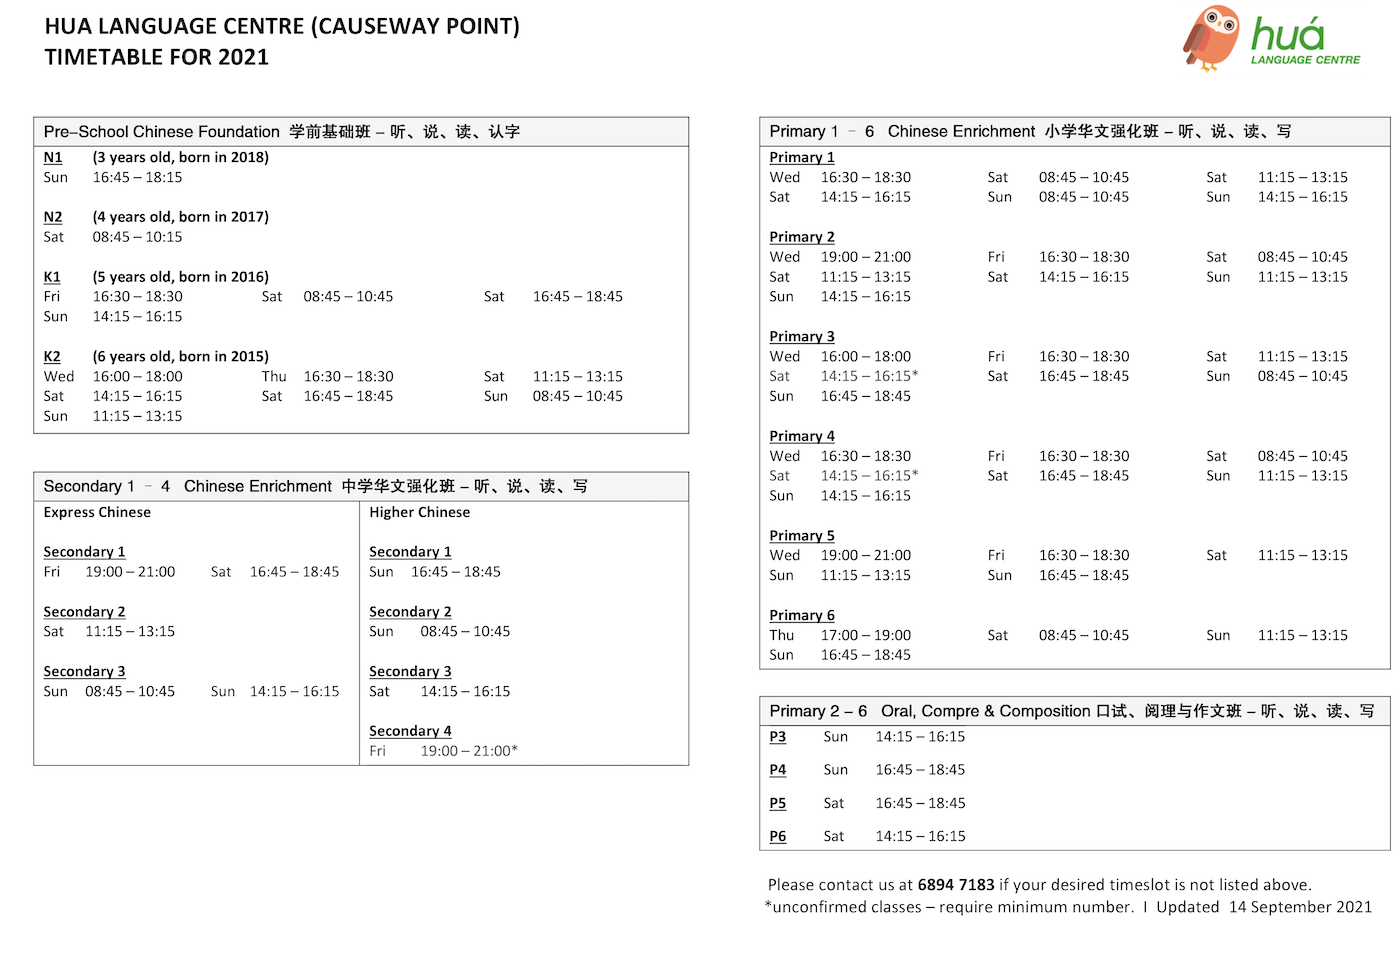 HUA LANGUAGE CENTRE (CAUSEWAY POINT)
TIMETABLE FOR 2021
huá
LANGUAGE CENTRE
Pre–School Chinese Foundation 学前基础班 – 听、说、读、认字
N1 (3 years old, born in 2018)
Sun 16:45 – 18:15
N2 (4 years old, born in 2017)
Sat 08:45 – 10:15
K1 (5 years old, born in 2016)
Fri 16:30 – 18:30 Sat 08:45 – 10:45 Sat 16:45 – 18:45
Sun 14:15 – 16:15
K2 (6 years old, born in 2015)
Wed 16:00 – 18:00 Thu 16:30 – 18:30 Sat 11:15 – 13:15
Sat 14:15 – 16:15 Sat 16:45 – 18:45 Sun 08:45 – 10:45
Sun 11:15 – 13:15
Secondary 1 – 4 Chinese Enrichment 中学华文强化班 – 听、说、读、写
Express Chinese
Secondary 1
Fri 19:00 – 21:00 Sat 16:45 – 18:45
Secondary 2
Sat 11:15 – 13:15
Secondary 3
Sun 08:45 – 10:45 Sun 14:15 – 16:15
Higher Chinese
Secondary 1
Sun 16:45 – 18:45
Secondary 2
Sun 08:45 – 10:45
Secondary 3
Sat 14:15 – 16:15
Secondary 4
Fri 19:00 – 21:00*
Primary 1 – 6 Chinese Enrichment 小学华文强化班 – 听、说、读、写
Primary 1
Wed 16:30 – 18:30 Sat 08:45 – 10:45 Sat 11:15 – 13:15
Sat 14:15 – 16:15 Sun 08:45 – 10:45 Sun 14:15 – 16:15
Primary 2
Wed 19:00 – 21:00 Fri 16:30 – 18:30 Sat 08:45 – 10:45
Sat 11:15 – 13:15 Sat 14:15 – 16:15 Sun 11:15 – 13:15
Sun 14:15 – 16:15
Primary 3
Wed 16:00 – 18:00 Fri 16:30 – 18:30 Sat 11:15 – 13:15
Sat 14:15 – 16:15* Sat 16:45 – 18:45 Sun 08:45 – 10:45
Sun 16:45 – 18:45
Primary 4
Wed 16:30 – 18:30 Fri 16:30 – 18:30 Sat 08:45 – 10:45
Sat 14:15 – 16:15* Sat 16:45 – 18:45 Sun 11:15 – 13:15
Sun 14:15 – 16:15
Primary 5
Wed 19:00 – 21:00 Fri 16:30 – 18:30 Sat 11:15 – 13:15
Sun 11:15 – 13:15 Sun 16:45 – 18:45
Primary 6
Thu 17:00 – 19:00 Sat 08:45 – 10:45 Sun 11:15 – 13:15
Sun 16:45 – 18:45
Primary 2 – 6 Oral, Compre & Composition 口试、阅理与作文班 – 听、说、读、写
P3 Sun 14:15 – 16:15
P4 Sun 16:45 – 18:45
P5 Sat 16:45 – 18:45
P6 Sat 14:15 – 16:15
Please contact us at 6894 7183 if your desired timeslot is not listed above.
*unconfirmed classes – require minimum number. I Updated 14 September 2021